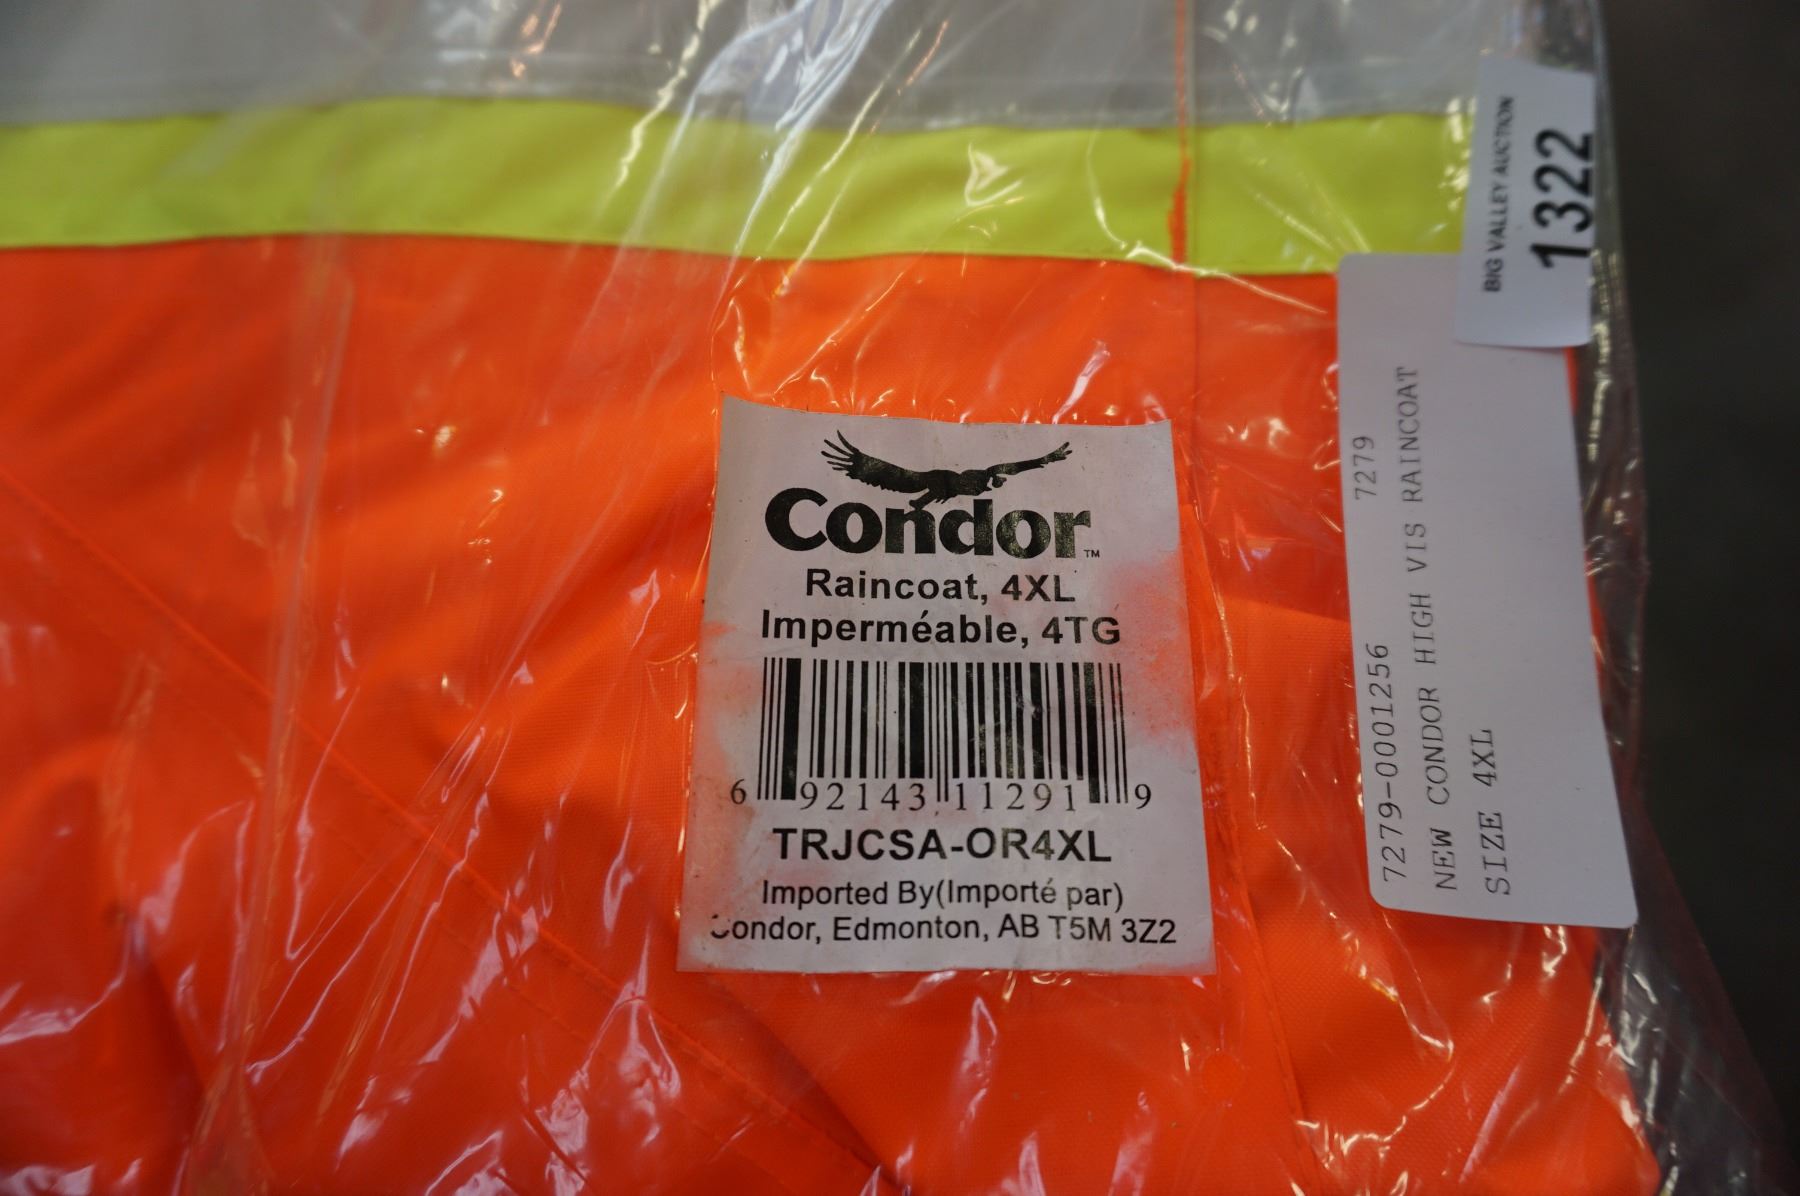 Condor™
Raincoat, 4XL
Imperméable, 4TG
6 92143 11291 9
TRJCSA-OR4XL
Imported By(Importé par)
Condor, Edmonton, AB T5M 3Z2
BIG VALLEY AUCTION
1322
7279
7279-0001256
NEW CONDOR HIGH VIS RAINCOAT
SIZE 4XL